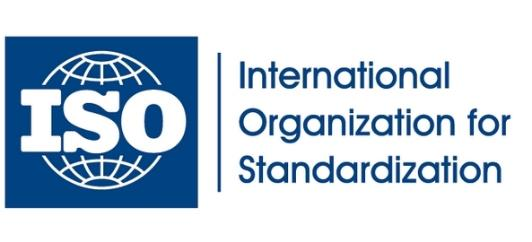 ISO
International
Organization for
Standardization